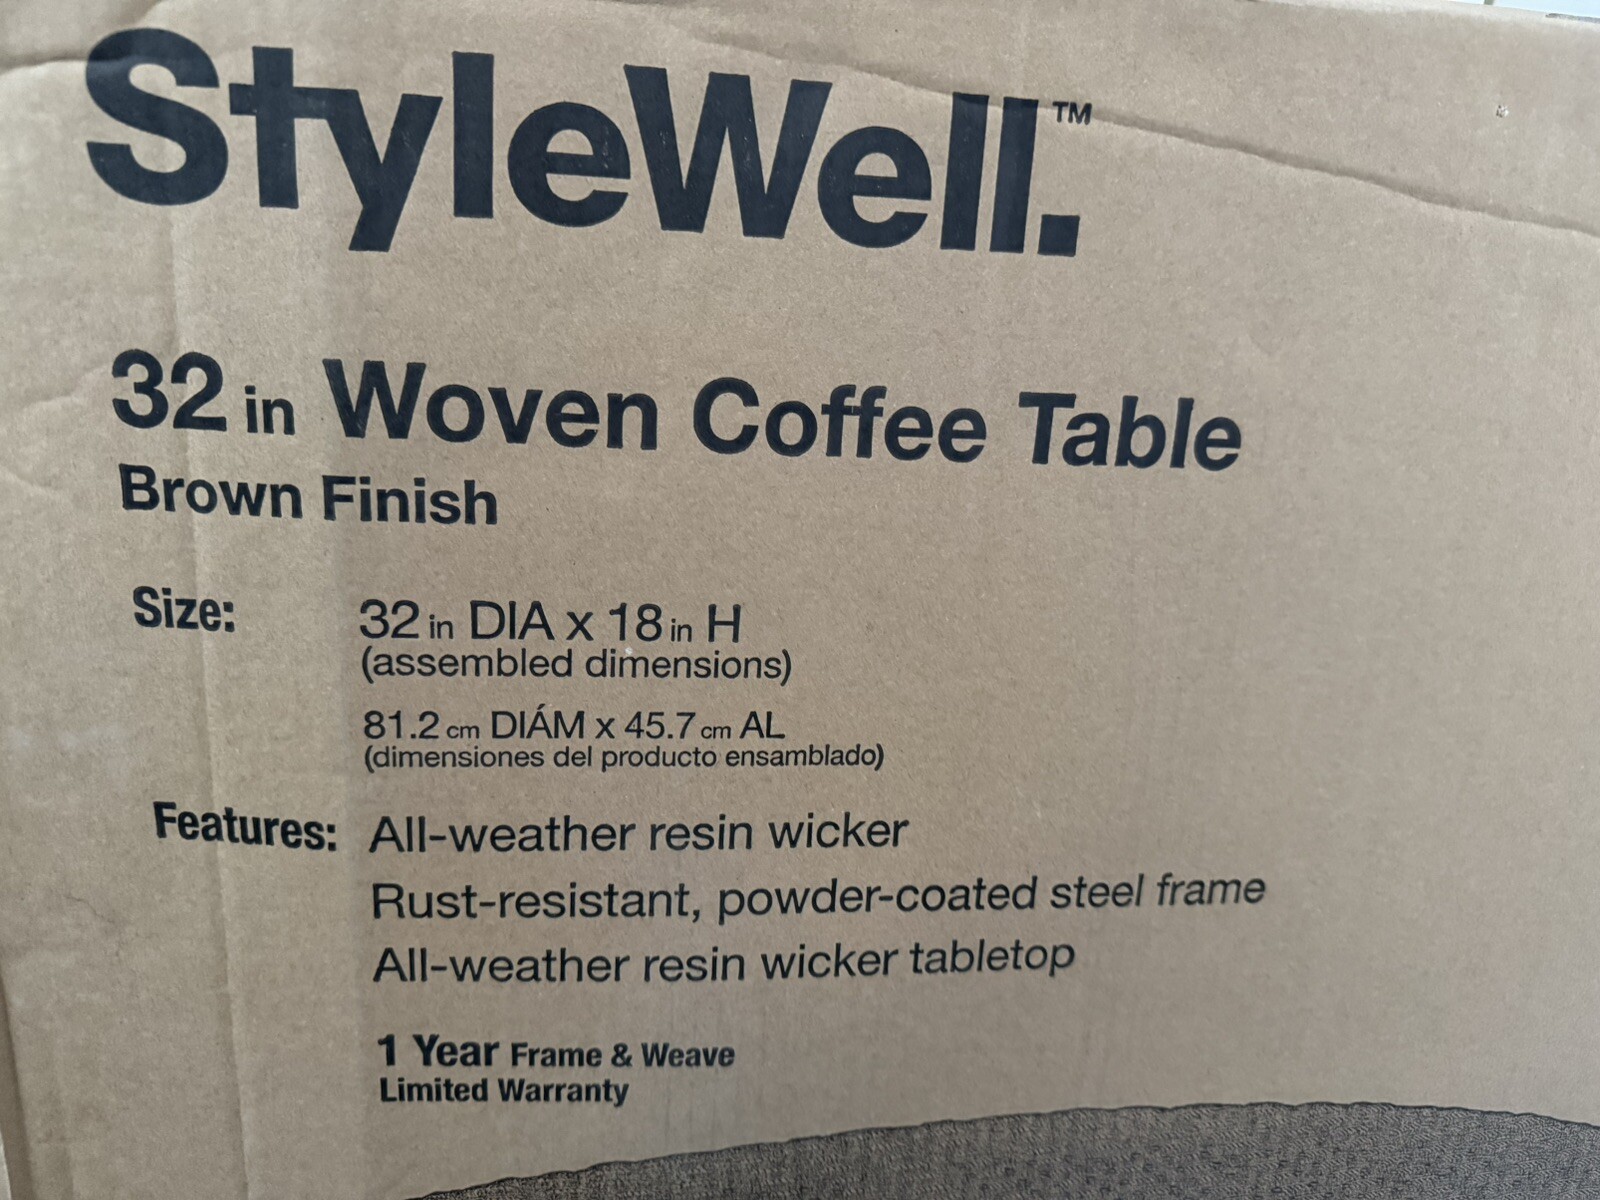 StyleWell.™
32 in Woven Coffee Table
Brown Finish
Size: 32 in DIA x 18 in H
(assembled dimensions)
81.2 cm DIÁM x 45.7 cm AL
(dimensiones del producto ensamblado)
Features: All-weather resin wicker
Rust-resistant, powder-coated steel frame
All-weather resin wicker tabletop
1 Year Frame & Weave
Limited Warranty